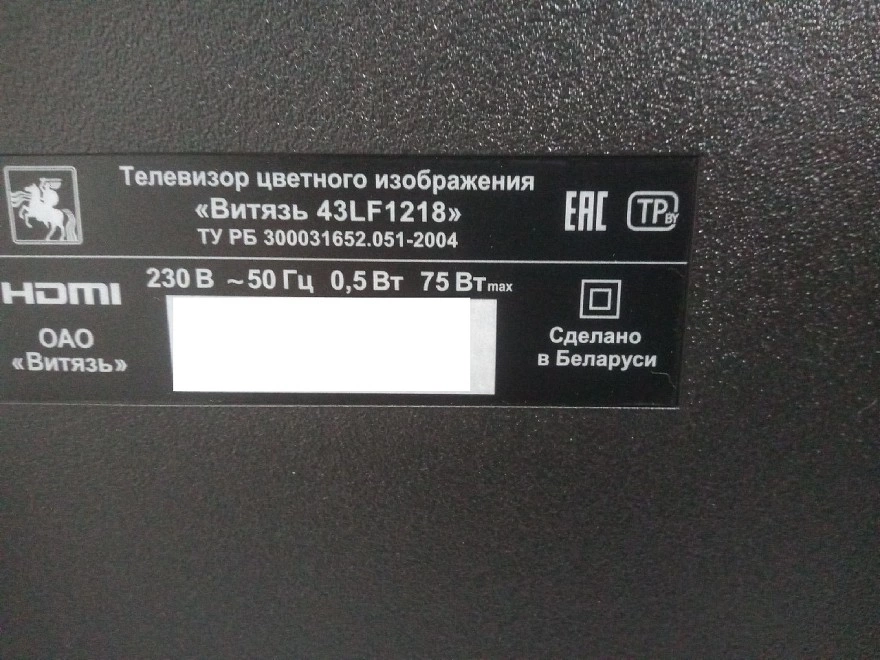 Телевизор цветного изображения
«Витязь 43LF1218»
ТУ РБ 300031652.051-2004
EAC
TP BY
HDMI
230 В ~50 Гц 0,5 Вт 75 Вт max
ОАО
«Витязь»
Сделано
в Беларуси